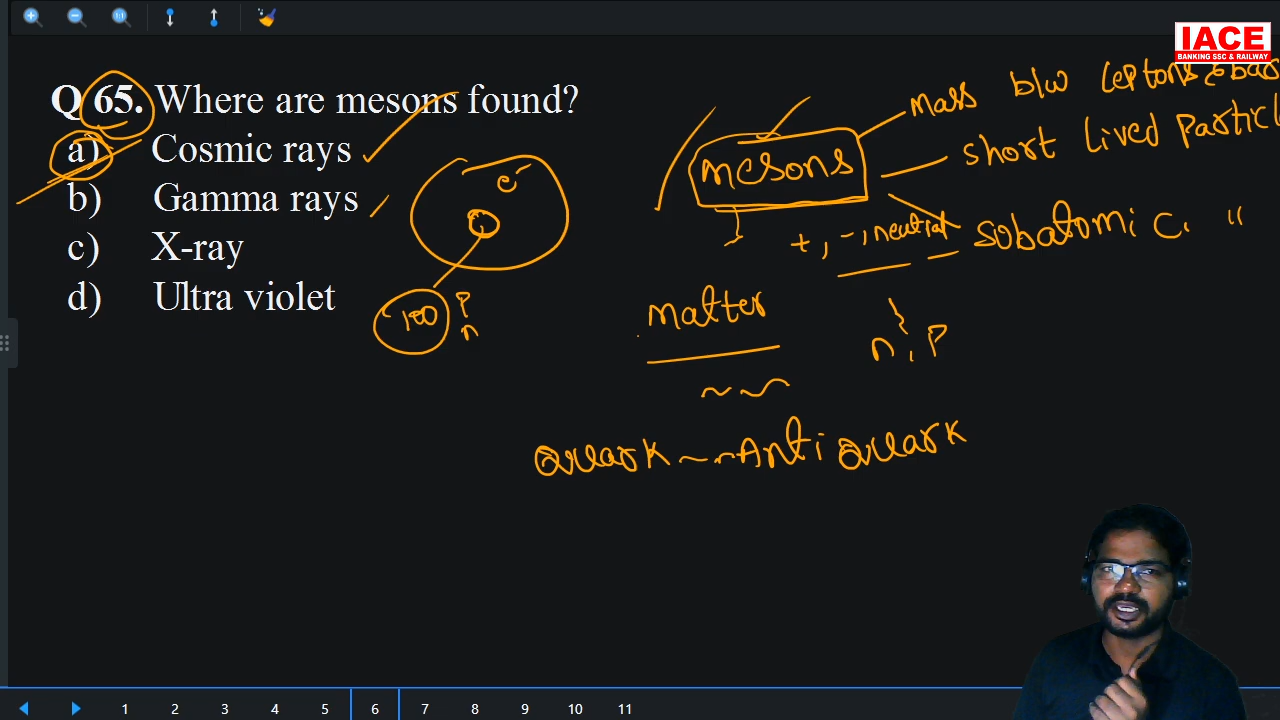 IACE
BANKING SSC & RAILWAY
Q 65. Where are mesons found?
a) Cosmic rays
b) Gamma rays
c) X-ray
d) Ultra violet
e
P
n
mesons
mass b/w leptons & bar
short lived particl
+, -, neutral
subatomic. "
matter
n, P
Quark ~~ Anti Quark
1 2 3 4 5 6 7 8 9 10 11